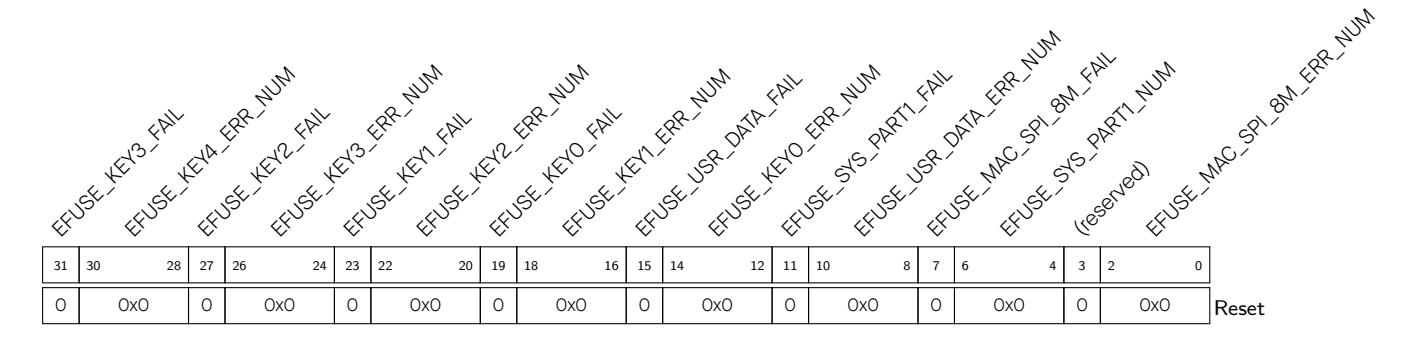 EFUSE_KEY3_FAIL
EFUSE_KEY4_ERR_NUM
EFUSE_KEY2_FAIL
EFUSE_KEY3_ERR_NUM
EFUSE_KEY1_FAIL
EFUSE_KEY2_ERR_NUM
EFUSE_KEY0_FAIL
EFUSE_KEY1_ERR_NUM
EFUSE_USR_DATA_FAIL
EFUSE_KEY0_ERR_NUM
EFUSE_SYS_PART1_FAIL
EFUSE_USR_DATA_ERR_NUM
EFUSE_MAC_SPI_8M_FAIL
EFUSE_SYS_PART1_NUM
(reserved)
EFUSE_MAC_SPI_8M_ERR_NUM
31 30 28 27 26 24 23 22 20 19 18 16 15 14 12 11 10 8 7 6 4 3 2 0
0 0x0 0 0x0 0 0x0 0 0x0 0 0x0 0 0x0 0 0x0 0 0x0 Reset